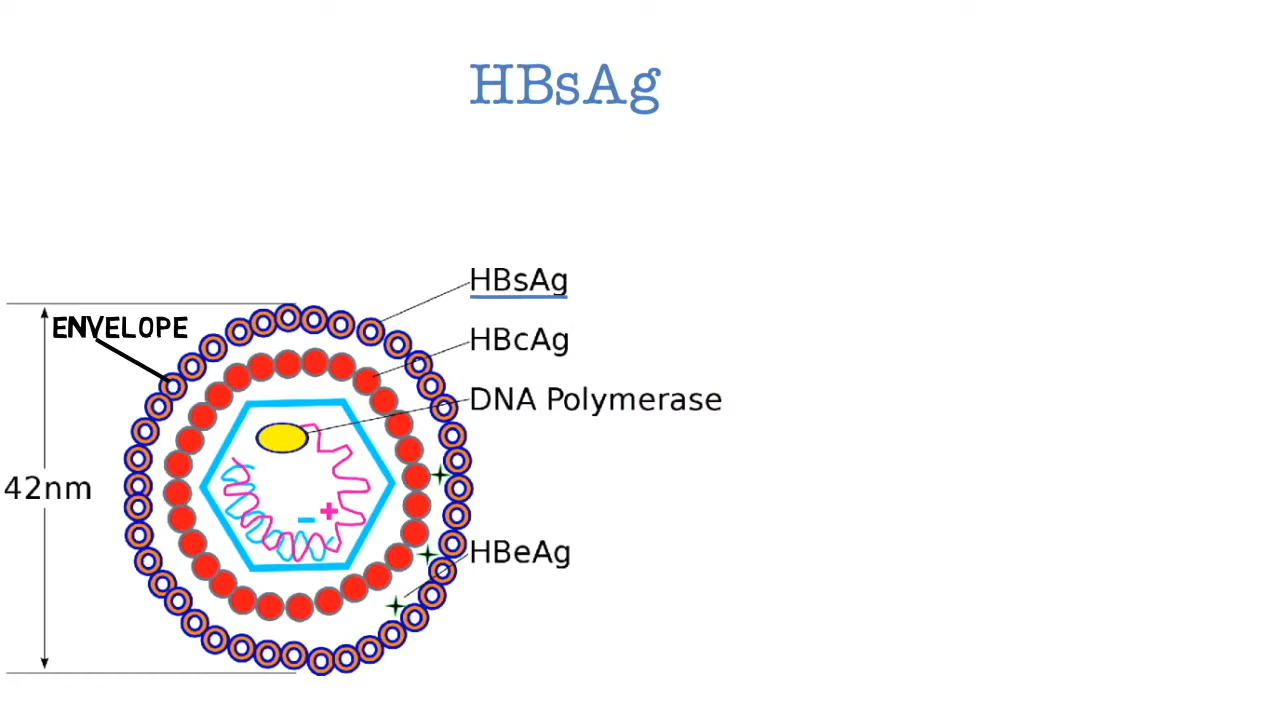 HBsAg
HBsAg
ENVELOPE
HBcAg
DNA Polymerase
42nm
- +
HBeAg